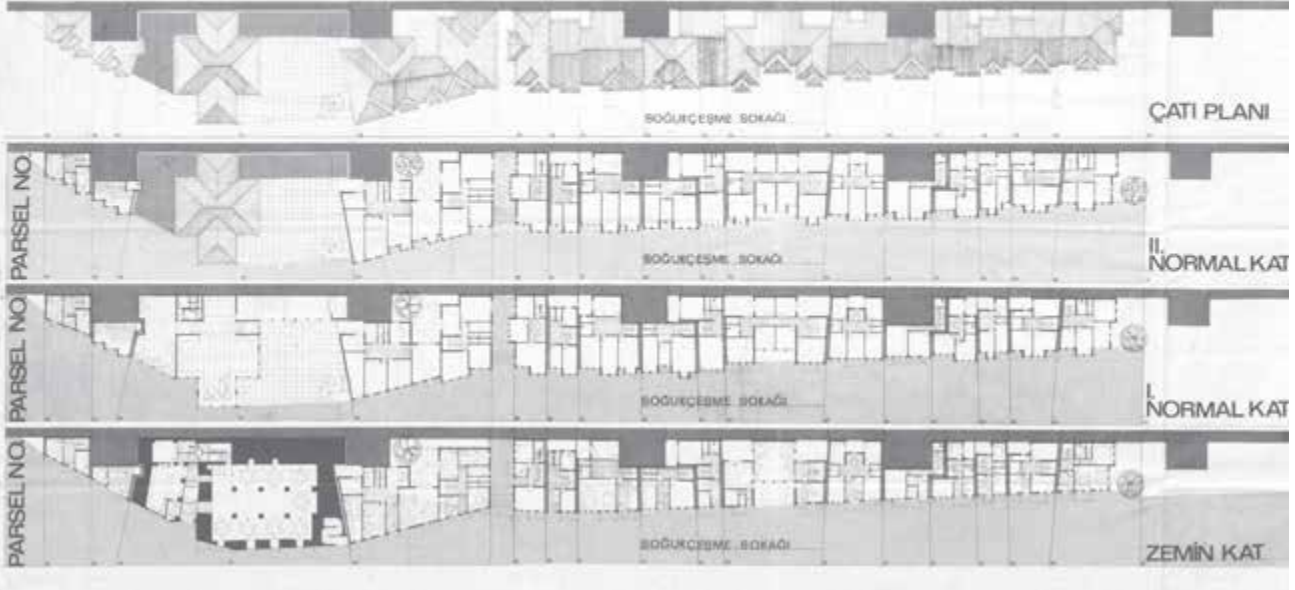 SOĞUKÇEŞME SOKAĞI
ÇATI PLANI
PARSEL NO.
SOĞUKÇEŞME SOKAĞI
II.
NORMAL KAT
PARSEL NO.
SOĞUKÇEŞME SOKAĞI
I.
NORMAL KAT
PARSEL NO.
SOĞUKÇEŞME SOKAĞI
ZEMİN KAT